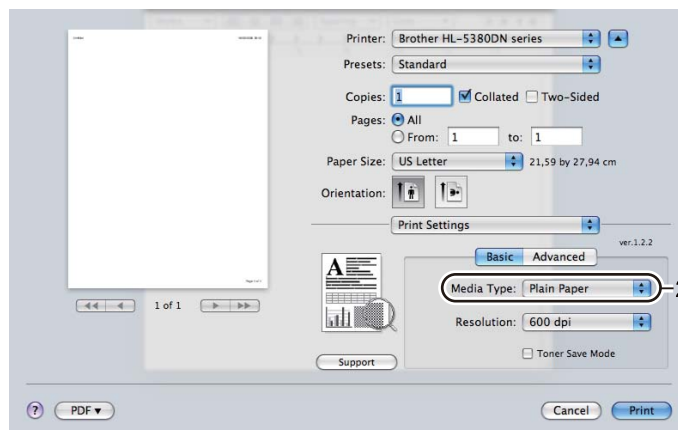 Printer: Brother HL-5380DN series
Presets: Standard
Copies: 1 Collated Two-Sided
Pages: All
From: 1 to: 1
Paper Size: US Letter 21,59 by 27,94 cm
Orientation:
Print Settings
ver.1.2.2
Basic Advanced
Media Type: Plain Paper
1 of 1
Resolution: 600 dpi
Toner Save Mode
Support
? PDF Cancel Print